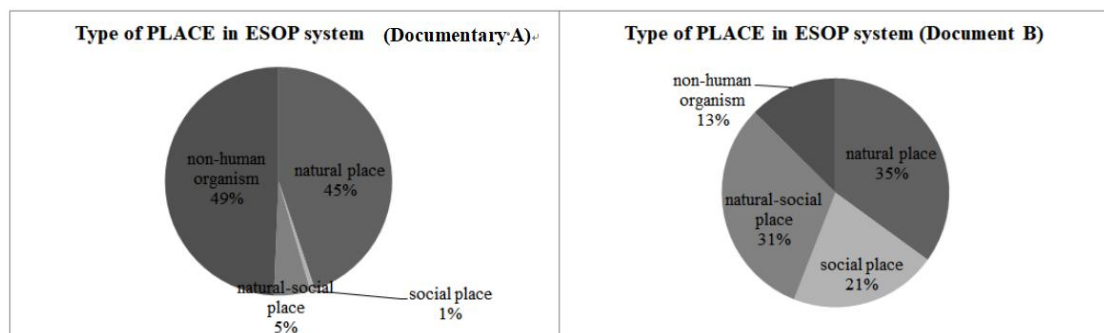 Type of PLACE in ESOP system (Documentary A)
non-human
organism
49%
natural place
45%
natural-social
place
5%
social place
1%
Type of PLACE in ESOP system (Document B)
non-human
organism
13%
natural place
35%
natural-social
place
31%
social place
21%